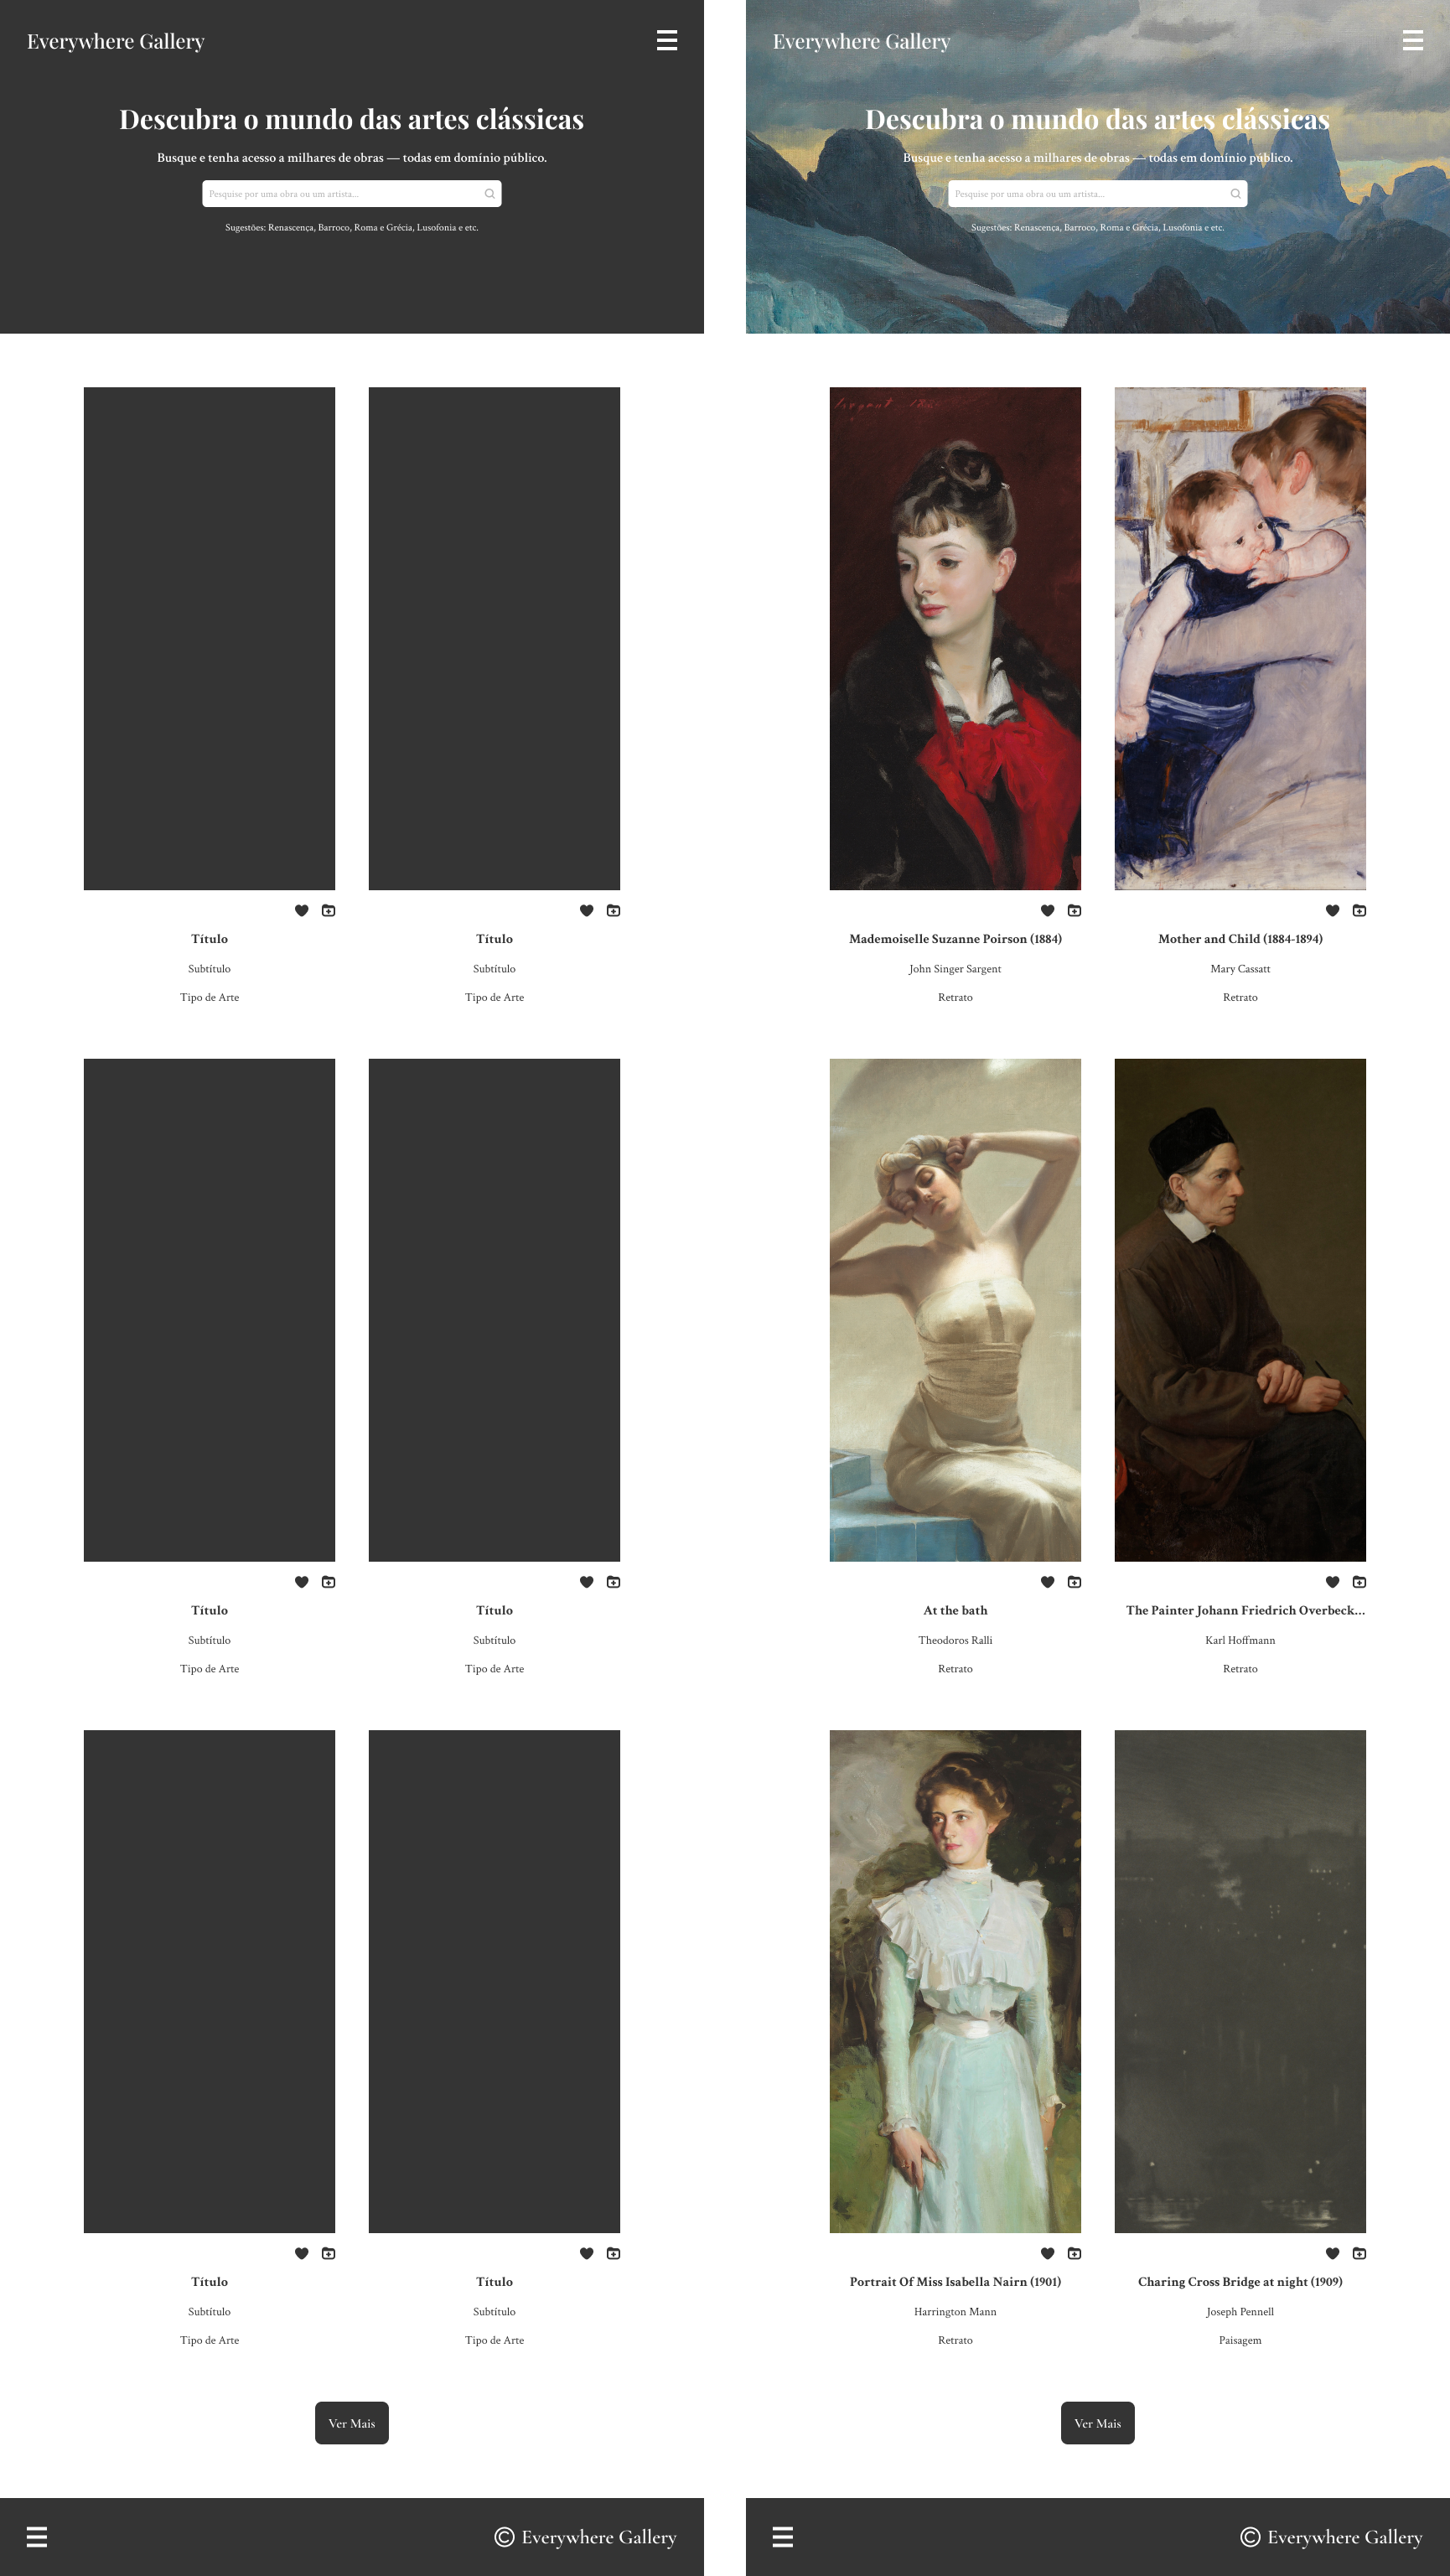 Everywhere Gallery
Descubra o mundo das artes clássicas
Busque e tenha acesso a milhares de obras — todas em domínio público.
Pesquise por uma obra ou um artista...
Sugestões: Renascença, Barroco, Roma e Grécia, Lusofonia e etc.
Título
Subtítulo
Tipo de Arte
Título
Subtítulo
Tipo de Arte
Título
Subtítulo
Tipo de Arte
Título
Subtítulo
Tipo de Arte
Título
Subtítulo
Tipo de Arte
Título
Subtítulo
Tipo de Arte
Ver Mais
© Everywhere Gallery
Everywhere Gallery
Descubra o mundo das artes clássicas
Busque e tenha acesso a milhares de obras — todas em domínio público.
Pesquise por uma obra ou um artista...
Sugestões: Renascença, Barroco, Roma e Grécia, Lusofonia e etc.
Mademoiselle Suzanne Poirson (1884)
John Singer Sargent
Retrato
Mother and Child (1884-1894)
Mary Cassatt
Retrato
At the bath
Theodoros Ralli
Retrato
The Painter Johann Friedrich Overbeck...
Karl Hoffmann
Retrato
Portrait Of Miss Isabella Nairn (1901)
Harrington Mann
Retrato
Charing Cross Bridge at night (1909)
Joseph Pennell
Paisagem
Ver Mais
© Everywhere Gallery